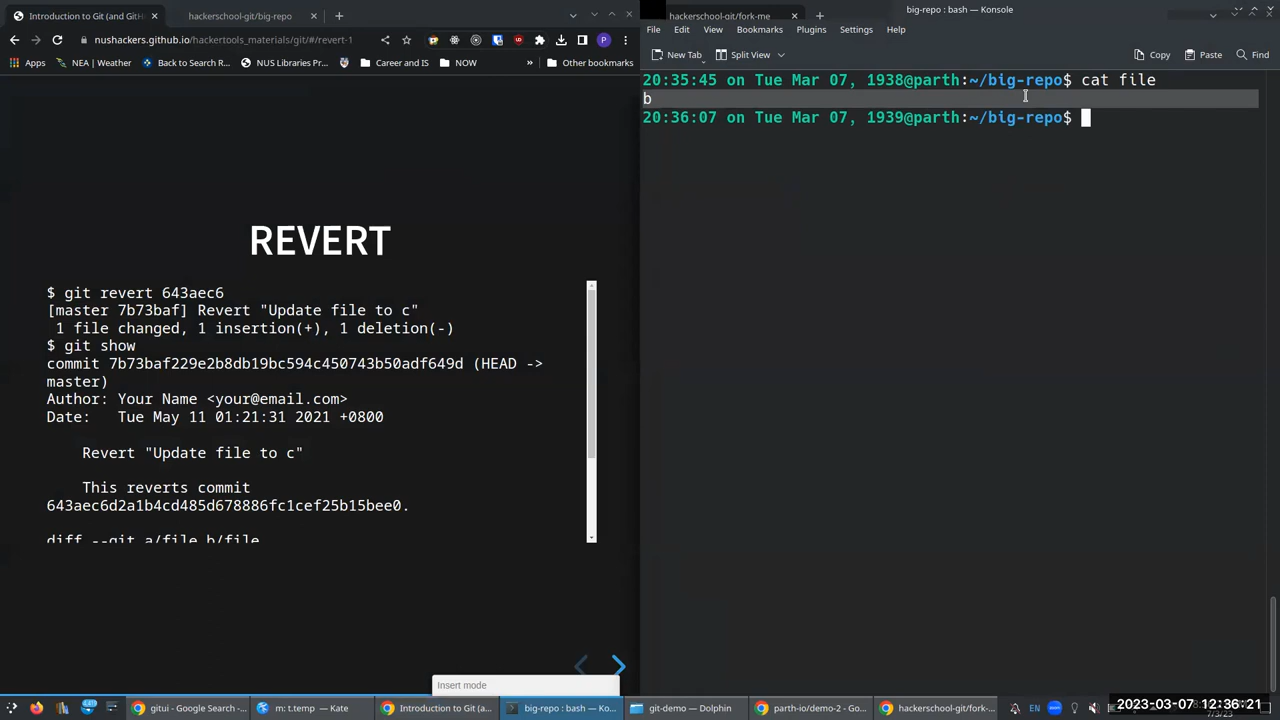 Introduction to Git (and GitH
hackerschool-git/big-repo
nushackers.github.io/hackertools_materials/git/#/revert-1
P
Apps
NEA | Weather
Back to Search R...
NUS Libraries Pr...
Career and IS
NOW
»
Other bookmarks
REVERT
$ git revert 643aec6
[master 7b73baf] Revert "Update file to c"
1 file changed, 1 insertion(+), 1 deletion(-)
$ git show
commit 7b73baf229e2b8db19bc594c450743b50adf649d (HEAD ->
master)
Author: Your Name <your@email.com>
Date: Tue May 11 01:21:31 2021 +0800
Revert "Update file to c"
This reverts commit
643aec6d2a1b4cd485d678886fc1cef25b15bee0.
diff --git a/file b/file
Insert mode
hackerschool-git/fork-me
big-repo : bash — Konsole
File Edit View Bookmarks Plugins Settings Help
New Tab Split View Copy Paste Find
20:35:45 on Tue Mar 07, 1938@parth:~/big-repo$ cat file
b
20:36:07 on Tue Mar 07, 1939@parth:~/big-repo$
gitui - Google Search -...
m: t.temp — Kate
Introduction to Git (a...
big-repo : bash — Ko...
git-demo — Dolphin
parth-io/demo-2 - Go...
hackerschool-git/fork-...
EN
2023-03-07 12:36:21
7/3/23